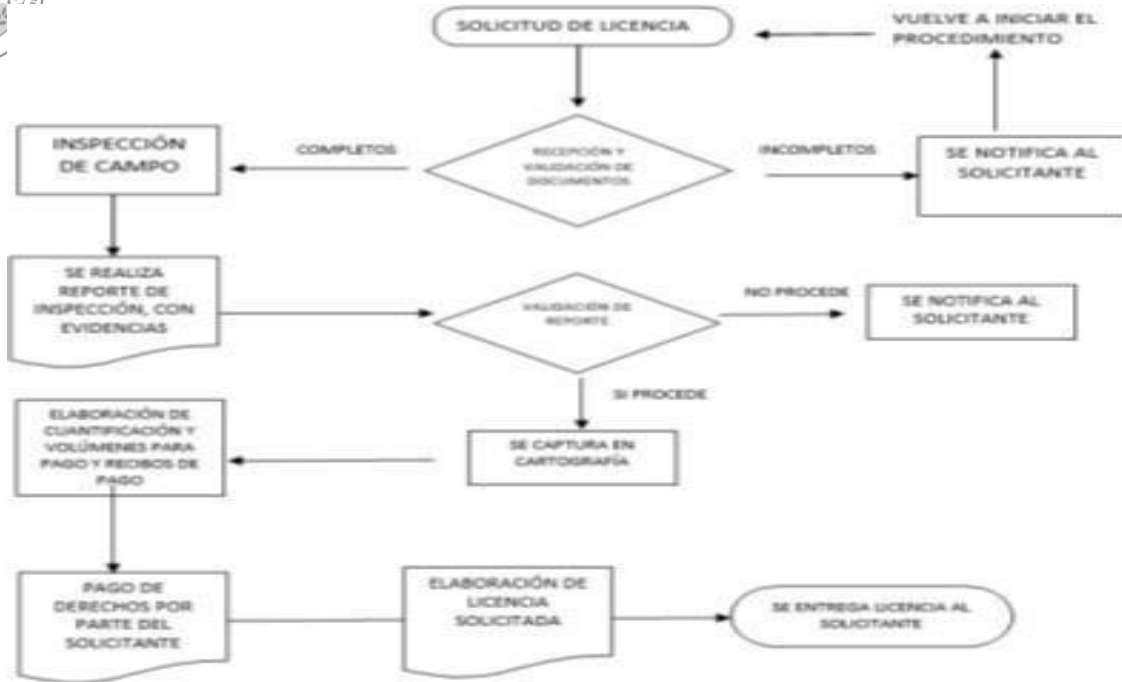 SOLICITUD DE LICENCIA
VUELVE A INICIAR EL
PROCEDIMIENTO
INSPECCIÓN
DE CAMPO
COMPLETOS
RECEPCIÓN Y
VALIDACIÓN DE
DOCUMENTOS
INCOMPLETOS
SE NOTIFICA AL
SOLICITANTE
SE REALIZA
REPORTE DE
INSPECCIÓN, CON
EVIDENCIAS
VALIDACIÓN DE
REPORTE
NO PROCEDE
SE NOTIFICA AL
SOLICITANTE
SI PROCEDE
ELABORACIÓN DE
CUANTIFICACIÓN Y
VOLÚMENES PARA
PAGO Y RECIBOS DE
PAGO
SE CAPTURA EN
CARTOGRAFÍA
PAGO DE
DERECHOS POR
PARTE DEL
SOLICITANTE
ELABORACIÓN DE
LICENCIA
SOLICITADA
SE ENTREGA LICENCIA AL
SOLICITANTE